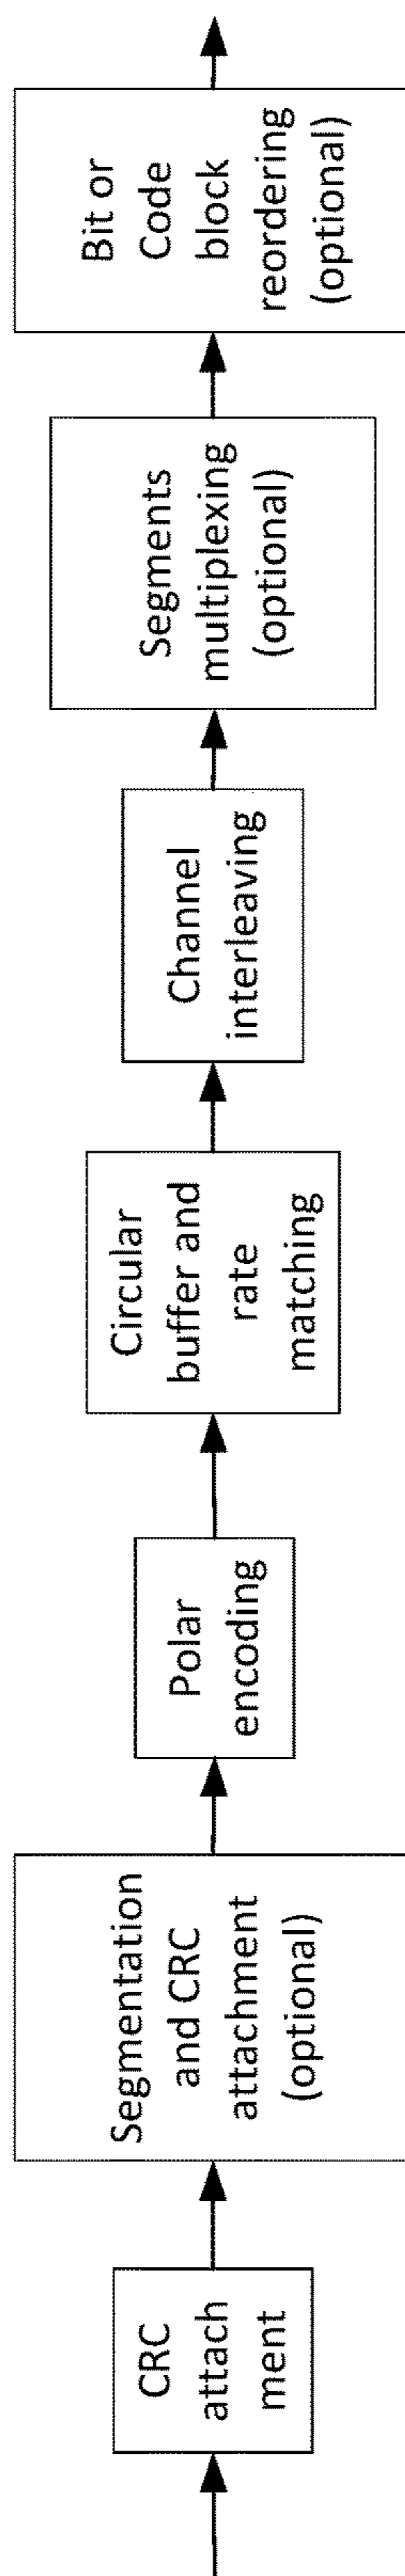 CRC
attach
ment
Segmentation
and CRC
attachment
(optional)
Polar
encoding
Circular
buffer and
rate
matching
Channel
interleaving
Segments
multiplexing
(optional)
Bit or
Code
block
reordering
(optional)